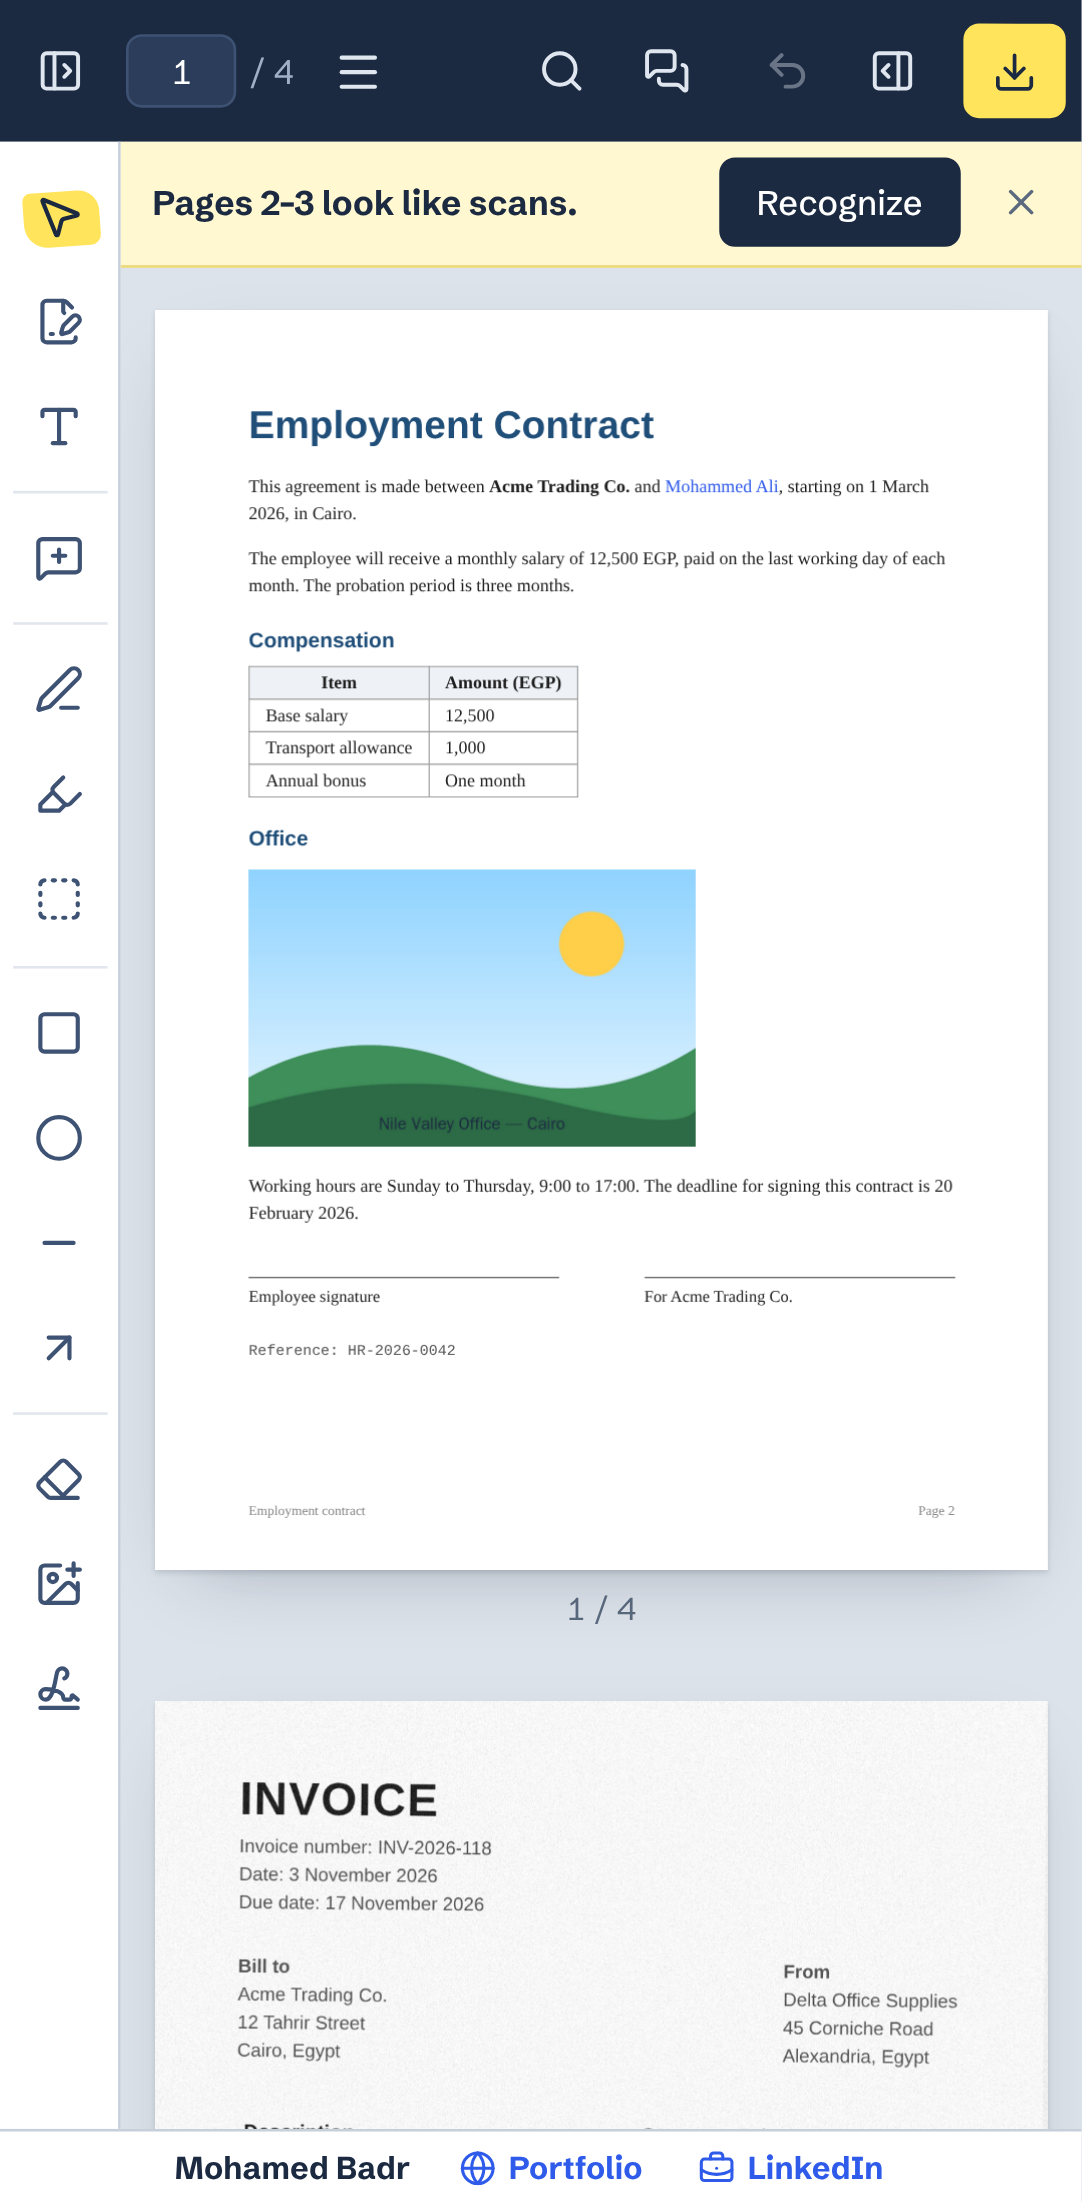 1 / 4
Pages 2-3 look like scans.
Recognize
Employment Contract
This agreement is made between Acme Trading Co. and Mohammed Ali, starting on 1 March
2026, in Cairo.
The employee will receive a monthly salary of 12,500 EGP, paid on the last working day of each
month. The probation period is three months.
Compensation
Item Amount (EGP)
Base salary 12,500
Transport allowance 1,000
Annual bonus One month
Office
Nile Valley Office — Cairo
Working hours are Sunday to Thursday, 9:00 to 17:00. The deadline for signing this contract is 20
February 2026.
Employee signature For Acme Trading Co.
Reference: HR-2026-0042
Employment contract Page 2
1 / 4
INVOICE
Invoice number: INV-2026-118
Date: 3 November 2026
Due date: 17 November 2026
Bill to
Acme Trading Co.
12 Tahrir Street
Cairo, Egypt
From
Delta Office Supplies
45 Corniche Road
Alexandria, Egypt
Mohamed Badr Portfolio LinkedIn